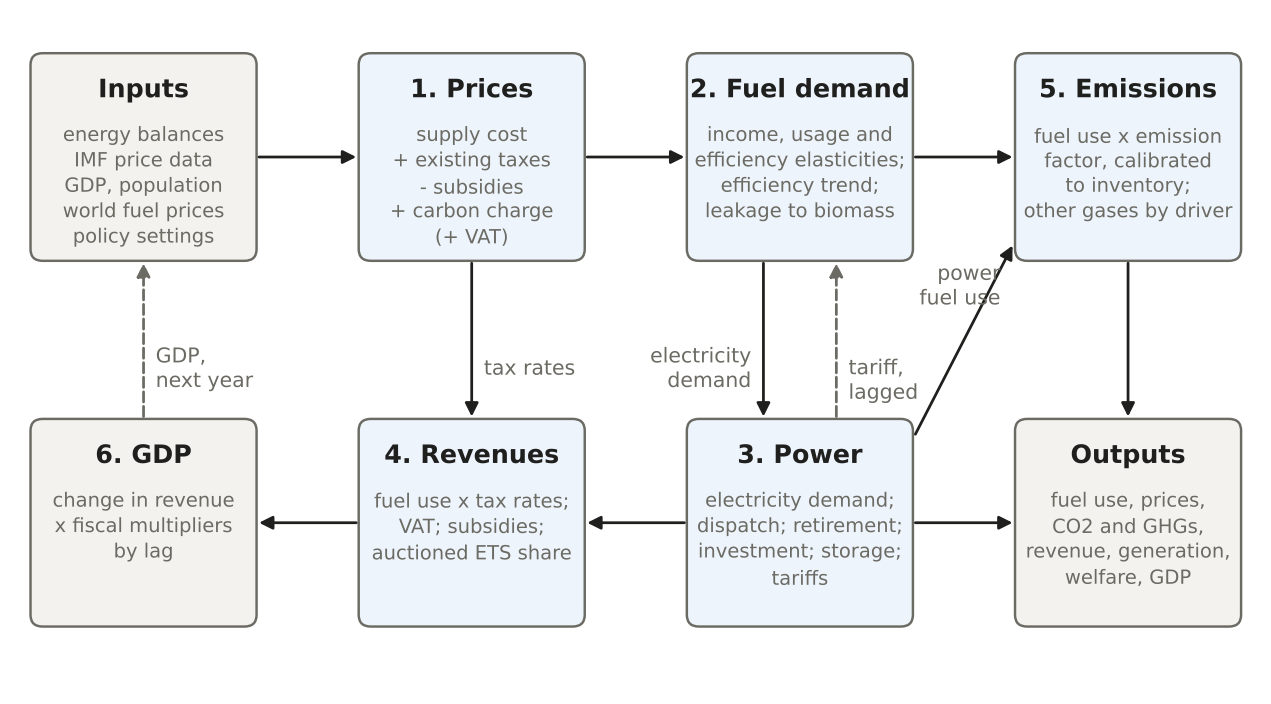 Inputs
energy balances
IMF price data
GDP, population
world fuel prices
policy settings
1. Prices
supply cost
+ existing taxes
- subsidies
+ carbon charge
(+ VAT)
2. Fuel demand
income, usage and
efficiency elasticities;
efficiency trend;
leakage to biomass
5. Emissions
fuel use x emission
factor, calibrated
to inventory;
other gases by driver
GDP,
next year
tax rates
electricity
demand
tariff,
lagged
power
fuel use
6. GDP
change in revenue
x fiscal multipliers
by lag
4. Revenues
fuel use x tax rates;
VAT; subsidies;
auctioned ETS share
3. Power
electricity demand;
dispatch; retirement;
investment; storage;
tariffs
Outputs
fuel use, prices,
CO2 and GHGs,
revenue, generation,
welfare, GDP